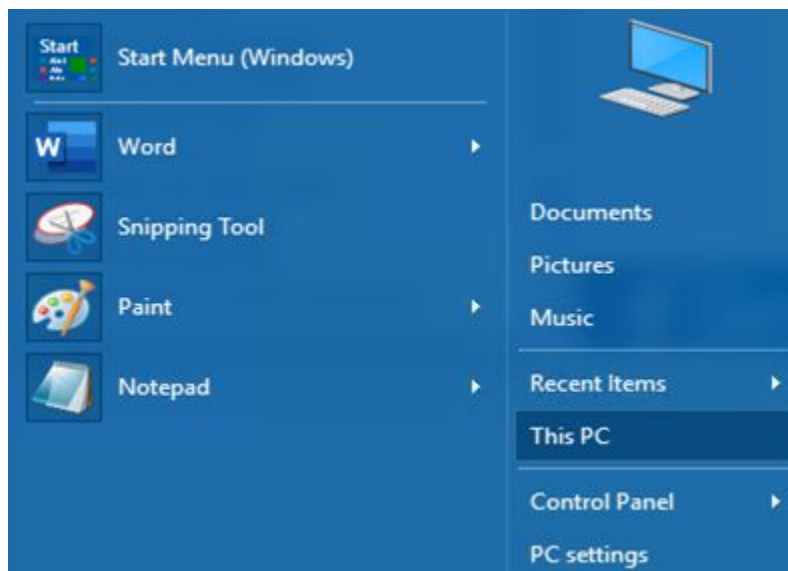 Start
Start Menu (Windows)
W
Word
Snipping Tool
Paint
Notepad
Documents
Pictures
Music
Recent Items
This PC
Control Panel
PC settings